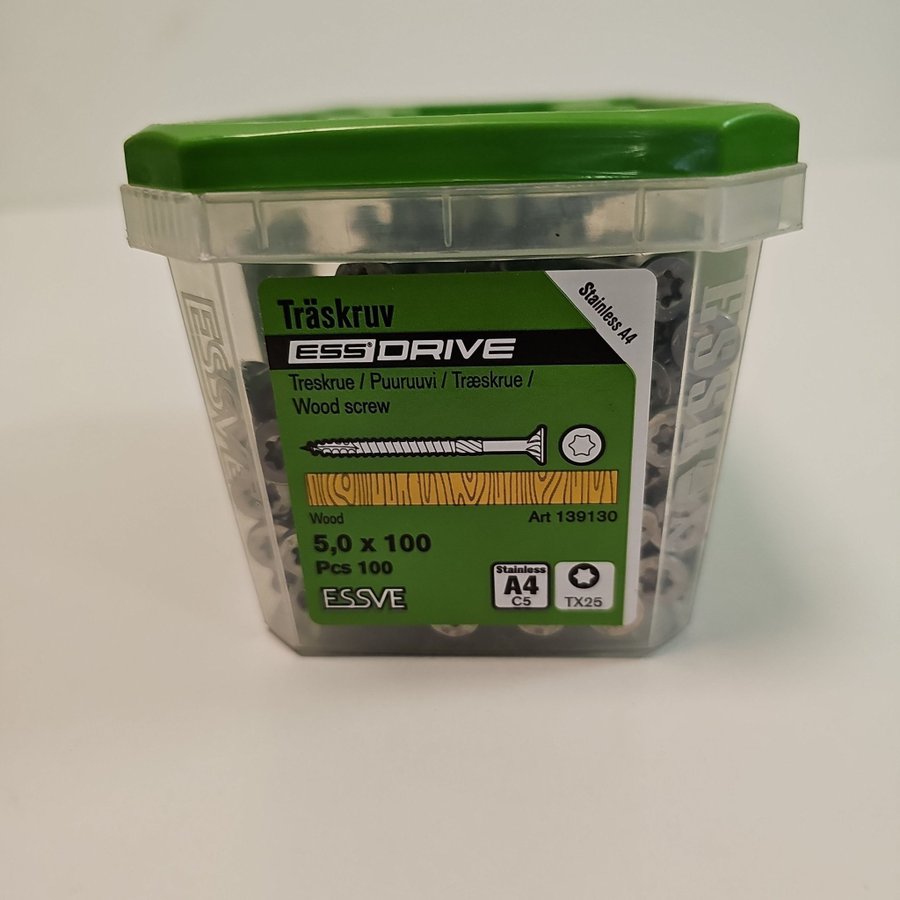 Träskruv
Stainless A4
ESS® DRIVE
Treskrue / Puuruuvi / Træskrue /
Wood screw
Wood
Art 139130
5,0 x 100
Pcs 100
ESSVE
Stainless
A4
C5
TX25
ESSVE
ESSVE